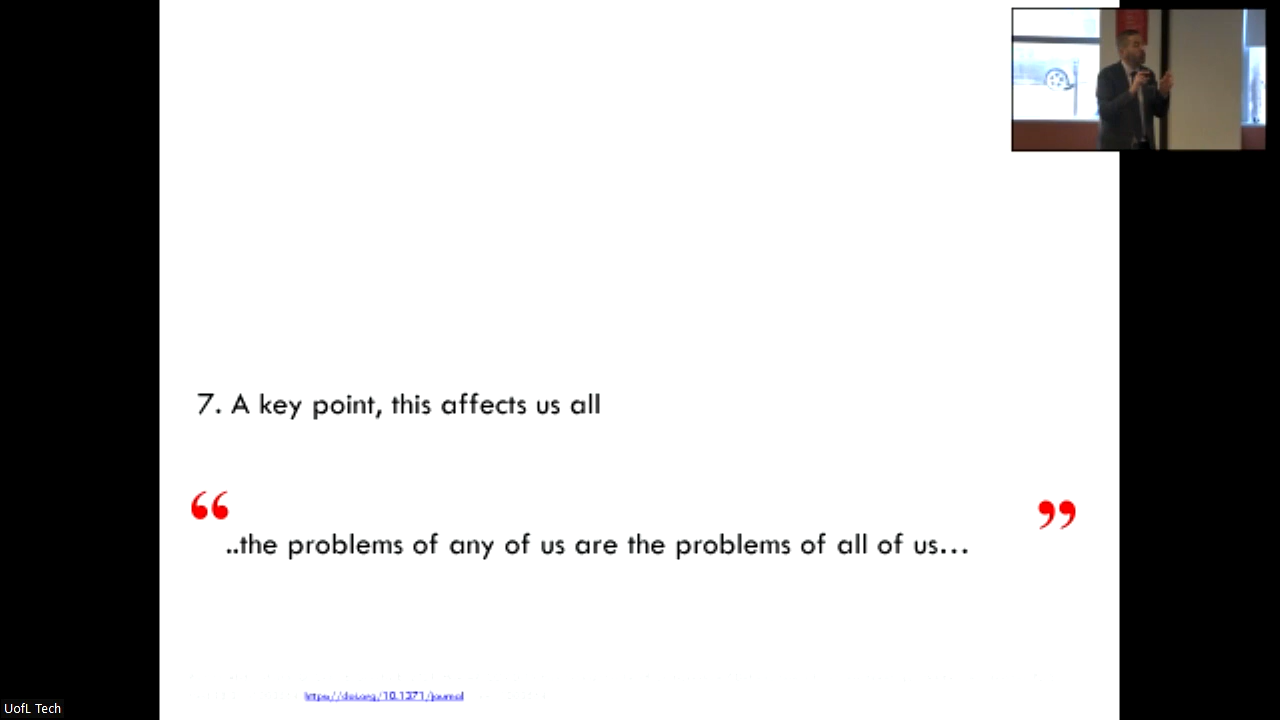 7. A key point, this affects us all
“
..the problems of any of us are the problems of all of us...
”
https://doi.org/10.1371/journal
UofL Tech